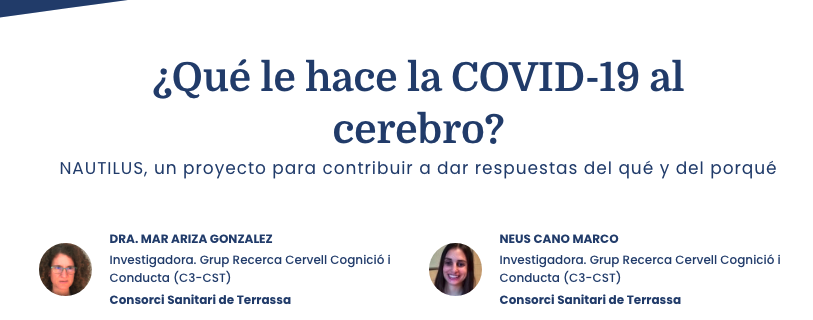 ¿Qué le hace la COVID-19 al
cerebro?
NAUTILUS, un proyecto para contribuir a dar respuestas del qué y del porqué
DRA. MAR ARIZA GONZALEZ
Investigadora. Grup Recerca Cervell Cognició i
Conducta (C3-CST)
Consorci Sanitari de Terrassa
NEUS CANO MARCO
Investigadora. Grup Recerca Cervell Cognició i
Conducta (C3-CST)
Consorci Sanitari de Terrassa